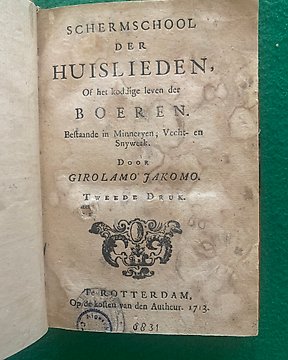 SCHERMSCHOOL
DER
HUISLIEDEN,
Of het koddige leven der
BOEREN.
Bestaande in Minneryen, Vecht- en
Snywerk.
DOOR
GIROLAMO JAKOMO.
TWEEDE DRUK.
Te ROTTERDAM,
Op de kosten van den Autheur. 1713.
6831